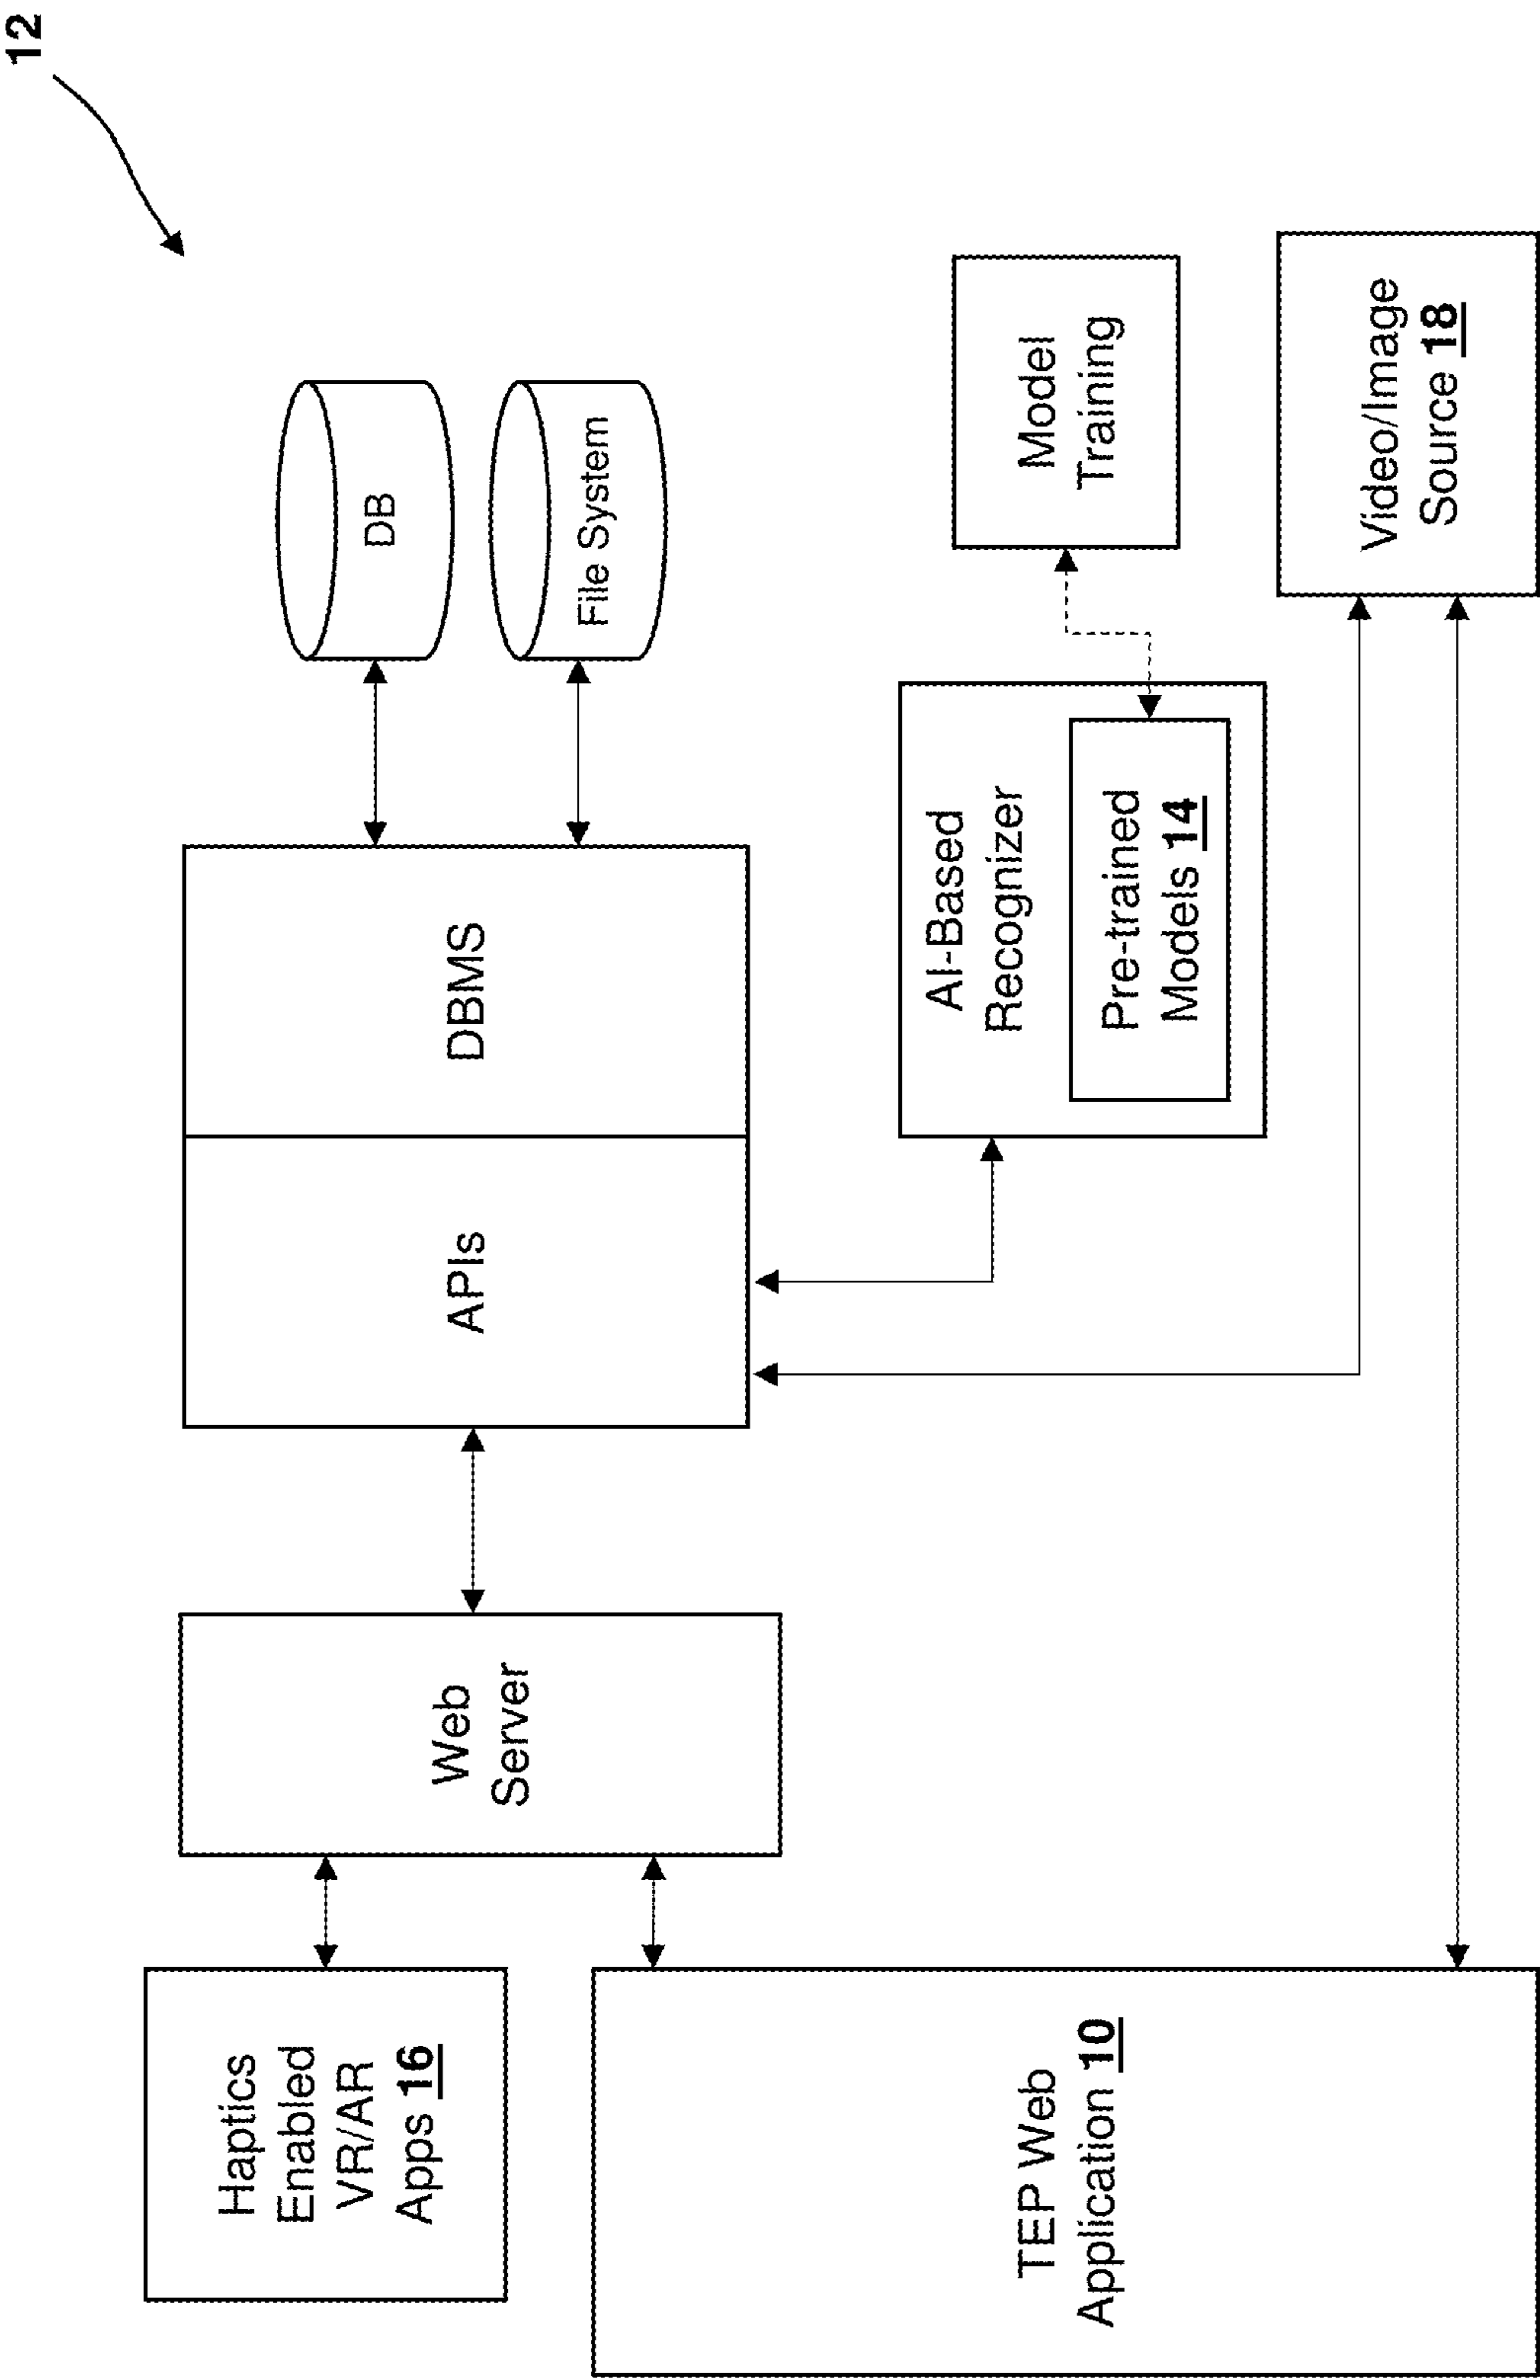 12
Haptics
Enabled
VR/AR
Apps 16
Web
Server
APIs
DBMS
DB
File System
AI-Based
Recognizer
Pre-trained
Models 14
Model
Training
TEP Web
Application 10
Video/Image
Source 18